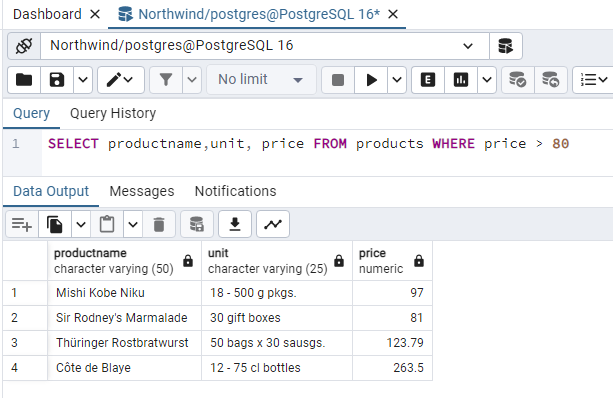 Dashboard × Northwind/postgres@PostgreSQL 16* ×
Northwind/postgres@PostgreSQL 16
No limit E
Query Query History
1 SELECT productname,unit, price FROM products WHERE price > 80
Data Output Messages Notifications
productname unit price
character varying (50) character varying (25) numeric
1 Mishi Kobe Niku 18 - 500 g pkgs. 97
2 Sir Rodney's Marmalade 30 gift boxes 81
3 Thüringer Rostbratwurst 50 bags x 30 sausgs. 123.79
4 Côte de Blaye 12 - 75 cl bottles 263.5